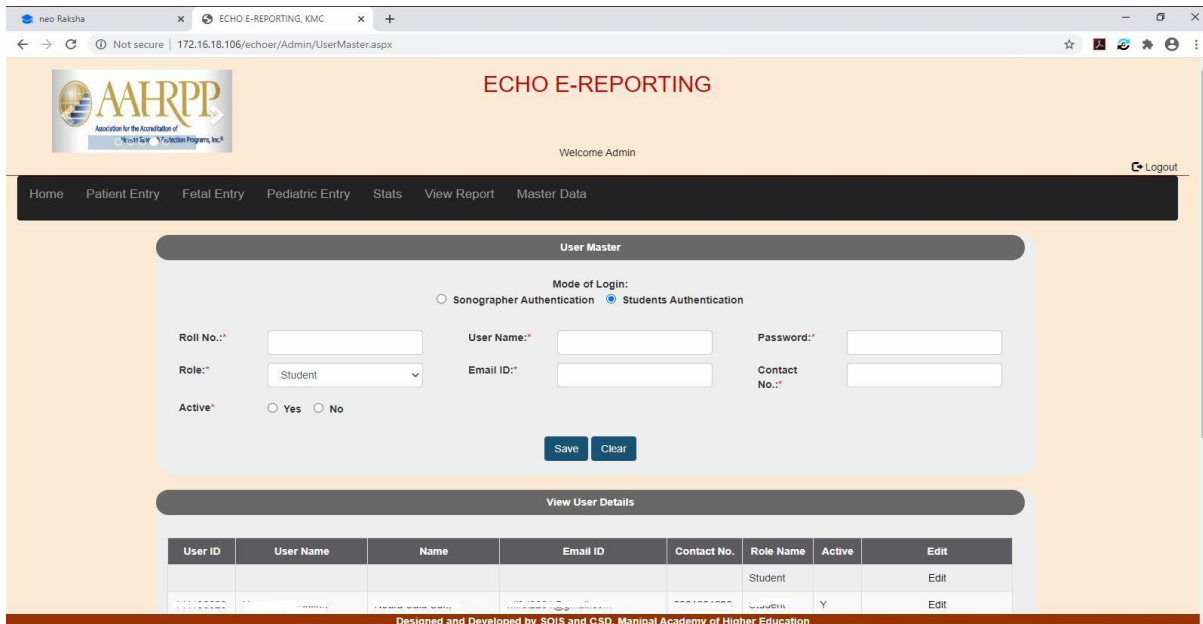 neo Raksha
ECHO E-REPORTING, KMC
Not secure | 172.16.18.106/echoer/Admin/UserMaster.aspx
AAHRPP
Association for the Accreditation of
Protection Programs, Inc.®
ECHO E-REPORTING
Welcome Admin
Logout
Home Patient Entry Fetal Entry Pediatric Entry Stats View Report Master Data
User Master
Mode of Login:
Sonographer Authentication Students Authentication
Roll No.:* User Name:* Password:*
Role:* Student Email ID:* Contact No.:*
Active* Yes No
Save Clear
View User Details
User ID User Name Name Email ID Contact No. Role Name Active Edit
Student Edit
Student Y Edit
Designed and Developed by SOIS and CSD, Manipal Academy of Higher Education